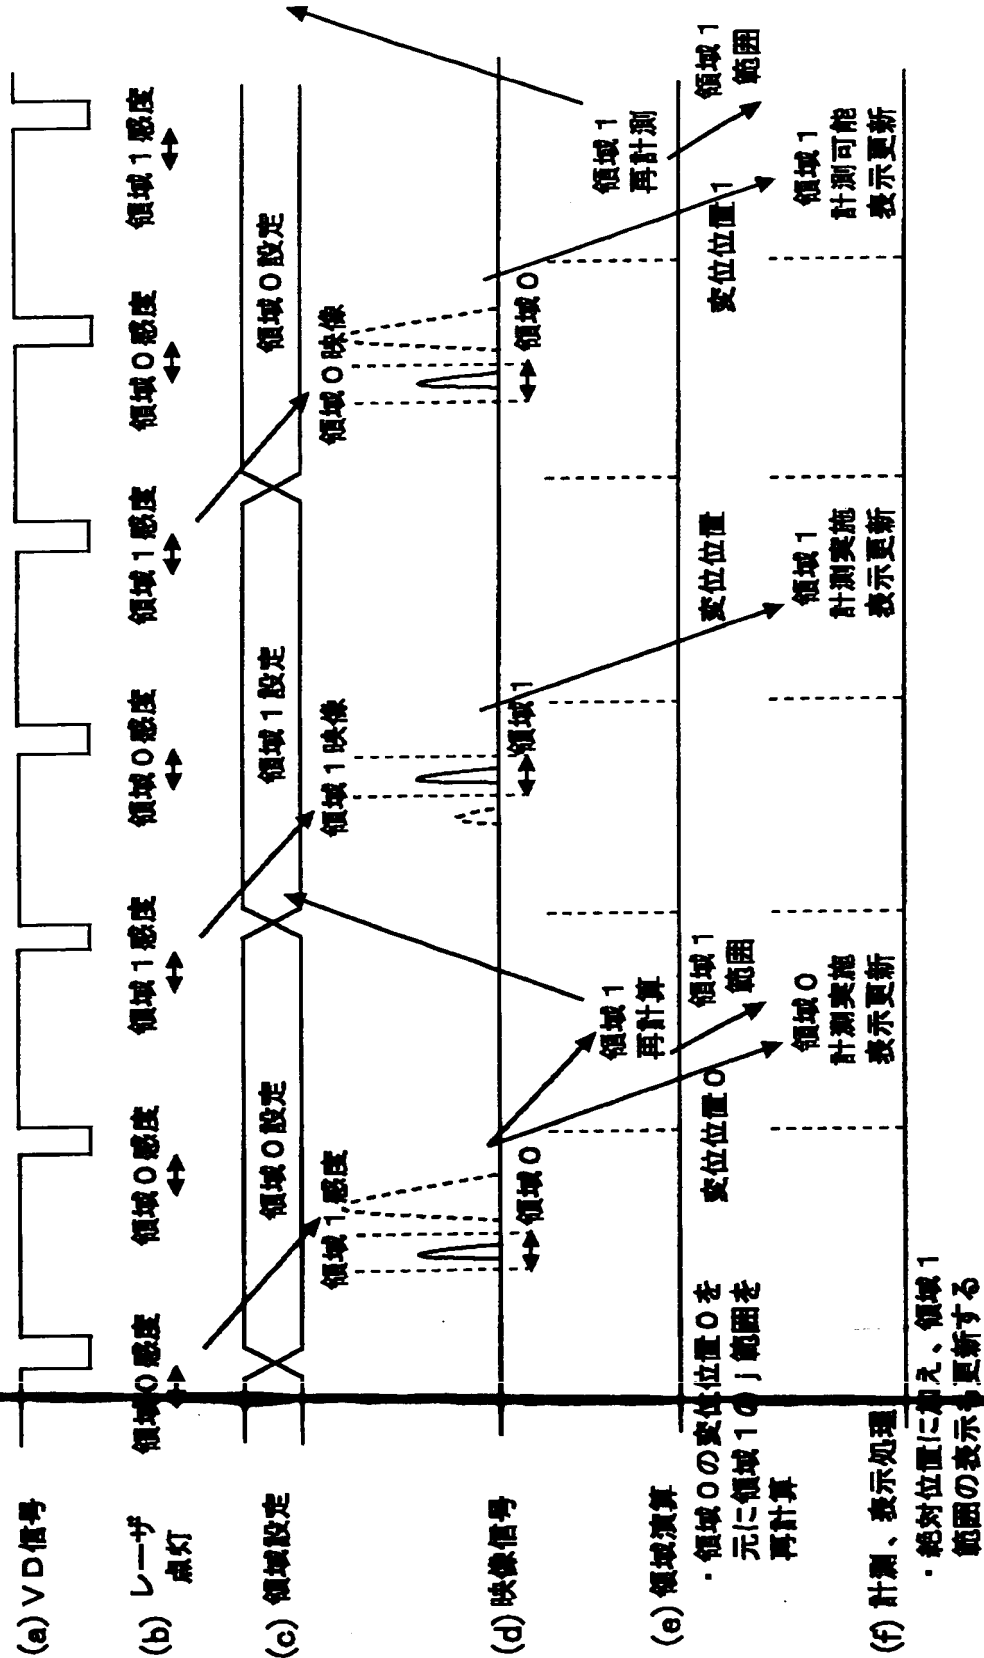 (a) VD信号
(b) レーザ
点灯
領域0感度
領域0感度
領域1感度
領域0感度
領域1感度
領域0感度
領域1感度
(c) 領域設定
領域0設定
領域1設定
領域0設定
(d) 映像信号
領域1感度
領域0
領域1映像
領域1
領域0映像
領域0
(e) 領域演算
・領域0の変位位置0を
元に領域1のj範囲を
再計算
領域1
再計算
変位位置0
領域1
範囲
変位位置
領域1
再計測
変位位置1
領域1
範囲
(f) 計測、表示処理
・絶対位置に加え、領域1
範囲の表示も更新する
領域0
計測実施
表示更新
領域1
計測実施
表示更新
領域1
計測可能
表示更新